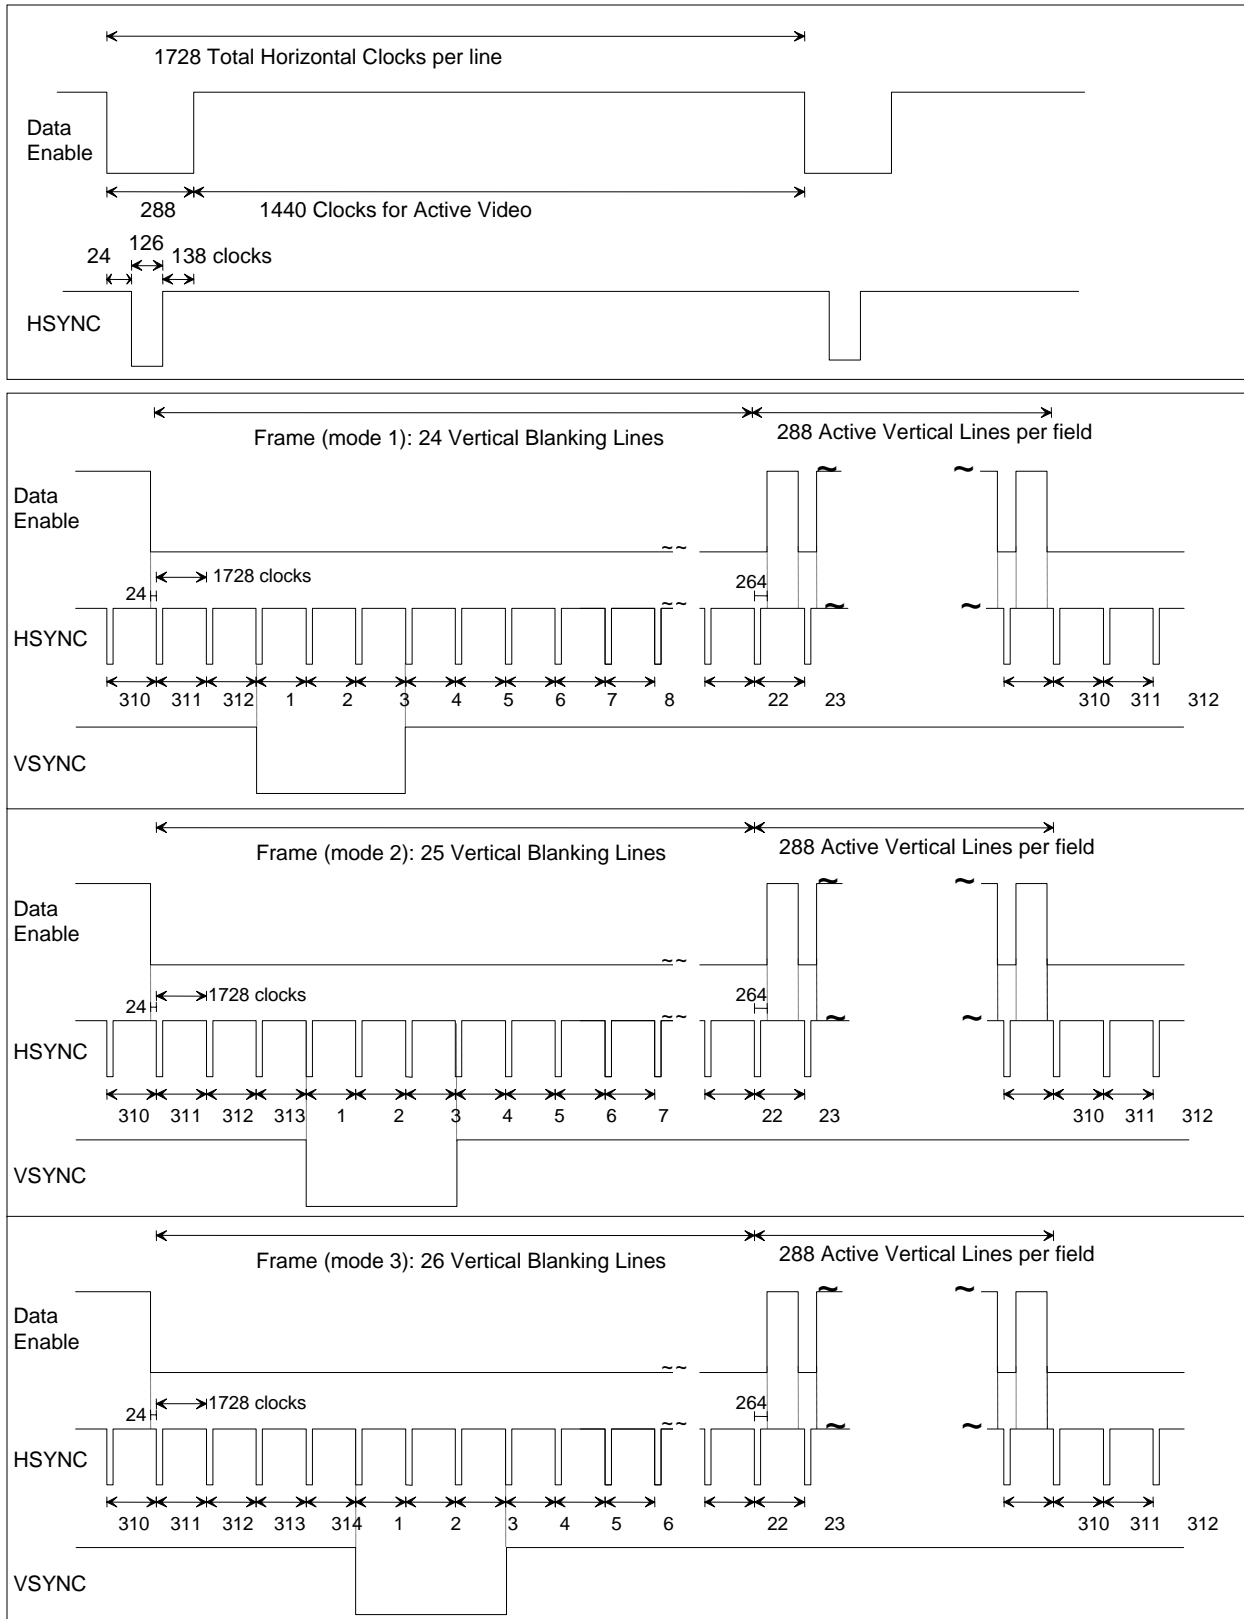 1728 Total Horizontal Clocks per line
Data
Enable
288
1440 Clocks for Active Video
126
24
138 clocks
HSYNC
Frame (mode 1): 24 Vertical Blanking Lines
288 Active Vertical Lines per field
~
~
Data
Enable
~~
1728 clocks
24
264
~~
~
~
HSYNC
310 311 312 1 2 3 4 5 6 7 8 22 23 310 311 312
VSYNC
Frame (mode 2): 25 Vertical Blanking Lines
288 Active Vertical Lines per field
~
~
Data
Enable
~~
1728 clocks
24
264
~~
~
~
HSYNC
310 311 312 313 1 2 3 4 5 6 7 22 23 310 311 312
VSYNC
Frame (mode 3): 26 Vertical Blanking Lines
288 Active Vertical Lines per field
~
~
Data
Enable
~~
1728 clocks
24
264
~~
~
~
HSYNC
310 311 312 313 314 1 2 3 4 5 6 22 23 310 311 312
VSYNC